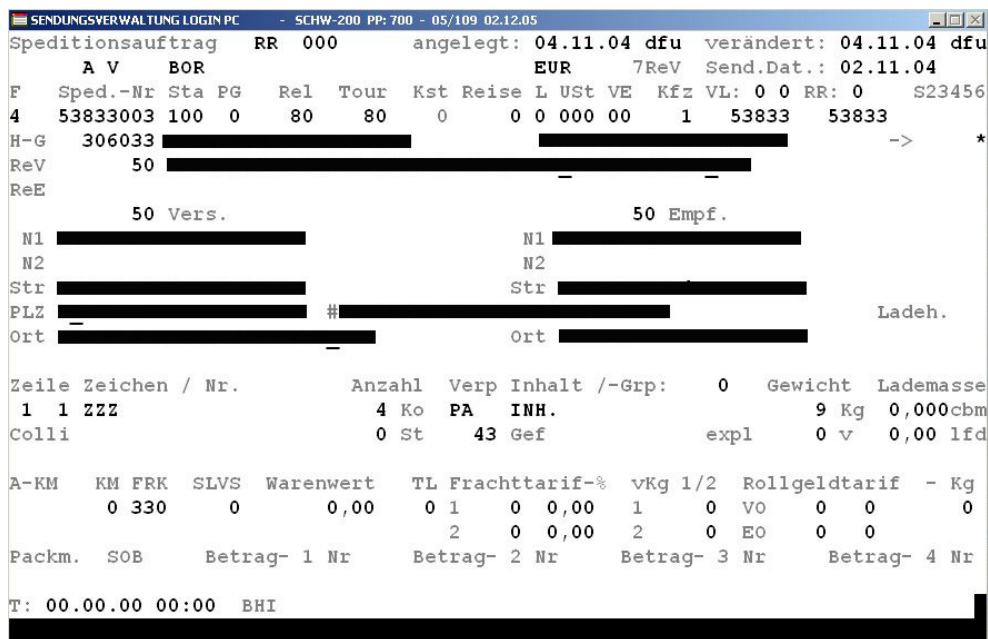 SENDUNGSVERWALTUNG LOGIN PC - SCHW-200 PP: 700 - 05/109 02.12.05
Speditionsauftrag RR 000 angelegt: 04.11.04 dfu verändert: 04.11.04 dfu
A V BOR EUR 7ReV Send.Dat.: 02.11.04
F Sped.-Nr Sta PG Rel Tour Kst Reise L USt VE Kfz VL: 0 0 RR: 0 S23456
4 53833003 100 0 80 80 0 0 0 000 00 1 53833 53833
H-G 306033 -> *
ReV 50
ReE
50 Vers. 50 Empf.
N1 N1
N2 N2
Str Str
PLZ # Ladeh.
Ort Ort
Zeile Zeichen / Nr. Anzahl Verp Inhalt /-Grp: 0 Gewicht Lademasse
1 1 ZZZ 4 Ko PA INH. 9 Kg 0,000cbm
Colli 0 St 43 Gef expl 0 v 0,00 lfd
A-KM KM FRK SLVS Warenwert TL Frachttarif-% vKg 1/2 Rollgeldtarif - Kg
0 330 0 0,00 0 1 0 0,00 1 0 VO 0 0 0
2 0 0,00 2 0 EO 0 0
Packm. SOB Betrag- 1 Nr Betrag- 2 Nr Betrag- 3 Nr Betrag- 4 Nr
T: 00.00.00 00:00 BHI